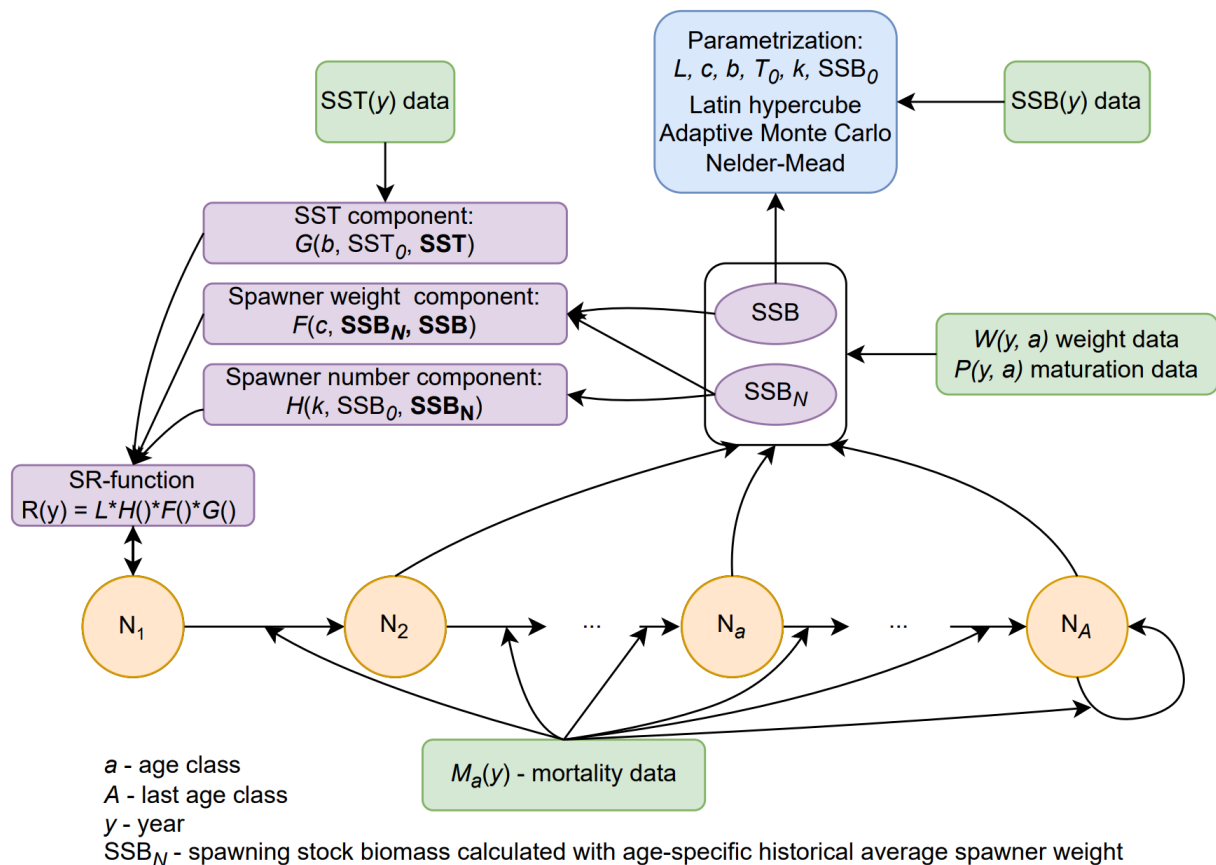 Parametrization:
L, c, b, T0, k, SSB0
Latin hypercube
Adaptive Monte Carlo
Nelder-Mead
SST(y) data
SSB(y) data
SST component:
G(b, SST0, SST)
Spawner weight component:
F(c, SSBN, SSB)
Spawner number component:
H(k, SSB0, SSBN)
SSB
SSBN
W(y, a) weight data
P(y, a) maturation data
SR-function
R(y) = L*H()*F()*G()
N1
N2
...
Na
...
NA
Ma(y) - mortality data
a - age class
A - last age class
y - year
SSBN - spawning stock biomass calculated with age-specific historical average spawner weight